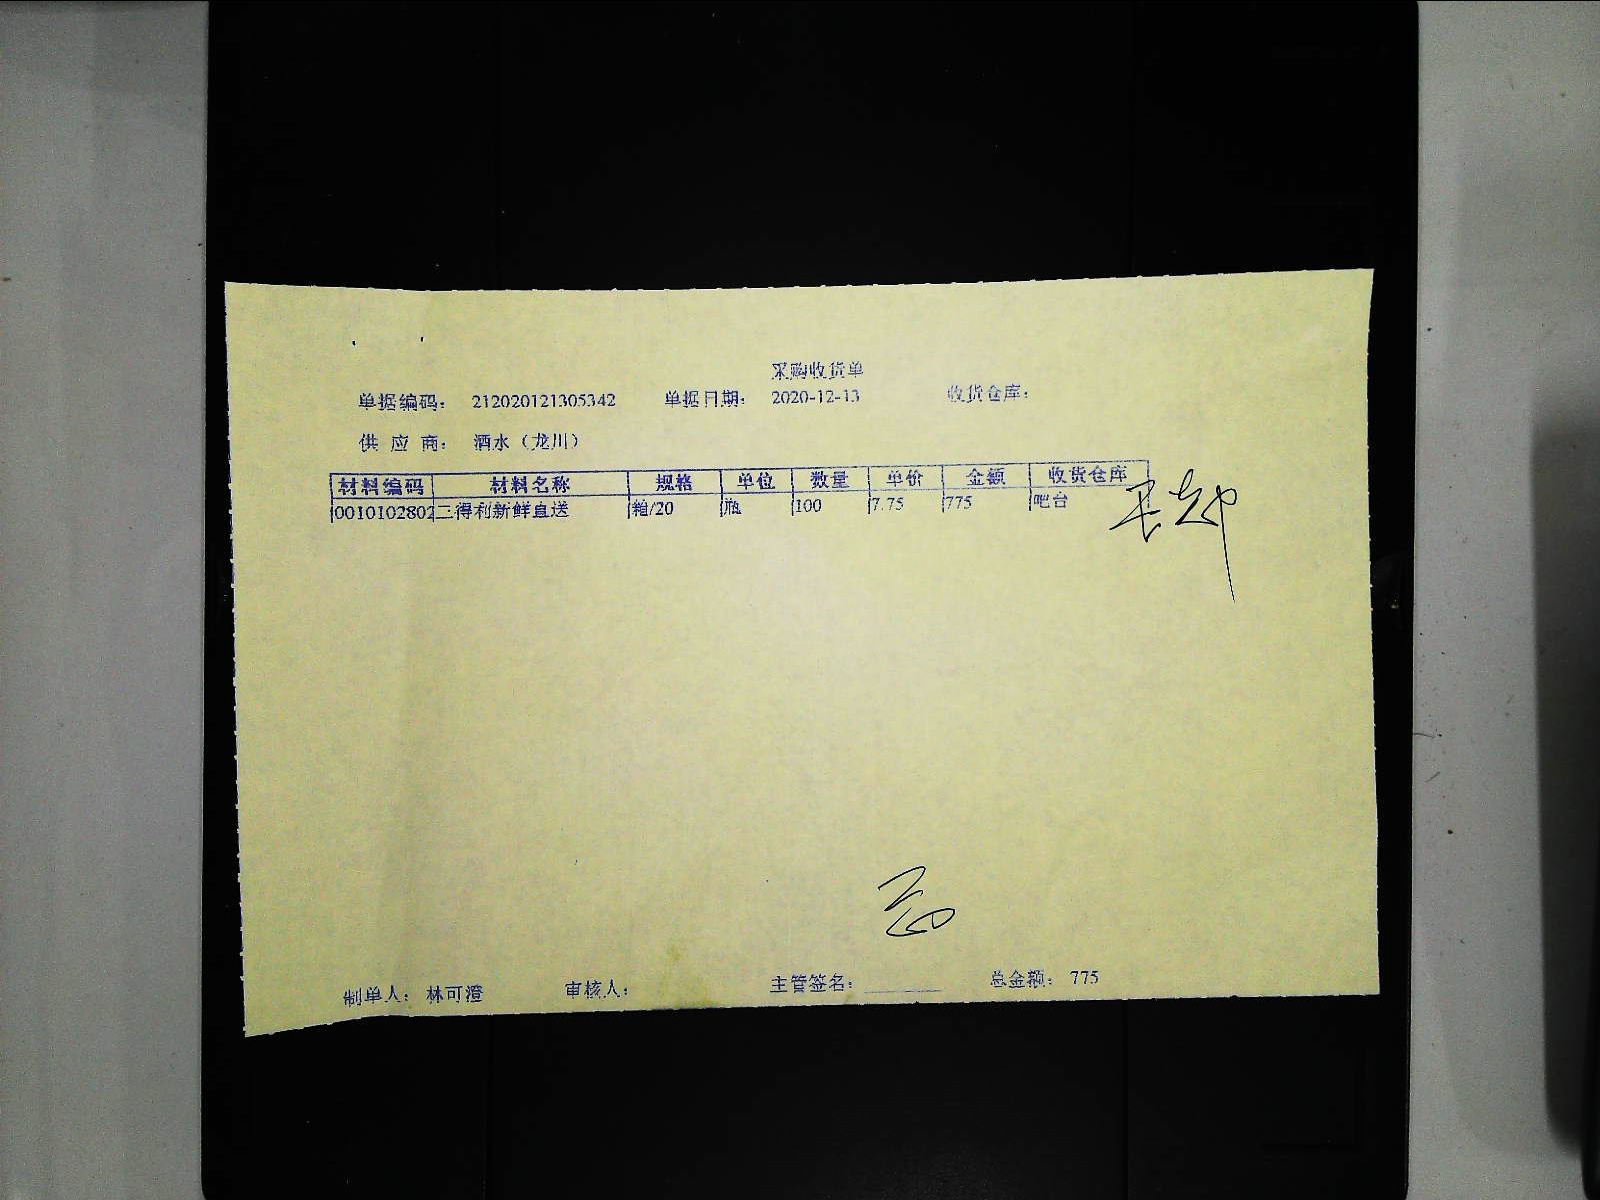 采购收货单
单据编码： 212020121305342 单据日期： 2020-12-13 收货仓库：
供 应 商： 酒水（龙川）
材料编码 材料名称 规格 单位 数量 单价 金额 收货仓库
0010102802 三得利新鲜直送 箱/20 瓶 100 7.75 775 吧台
制单人： 林可澄 审核人： 主管签名： 总金额： 775